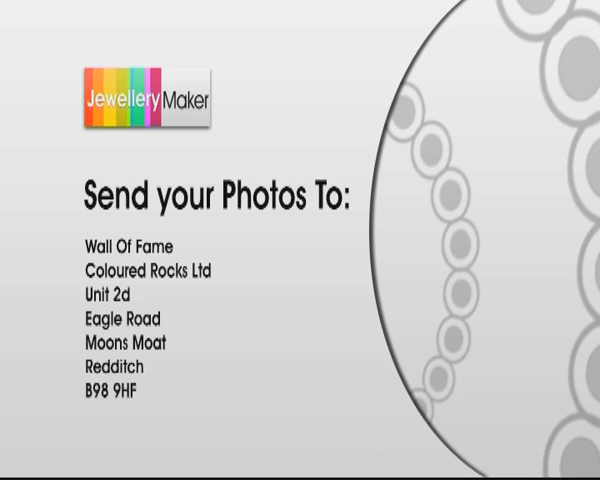 JewelleryMaker
Send your Photos To:
Wall Of Fame
Coloured Rocks Ltd
Unit 2d
Eagle Road
Moons Moat
Redditch
B98 9HF